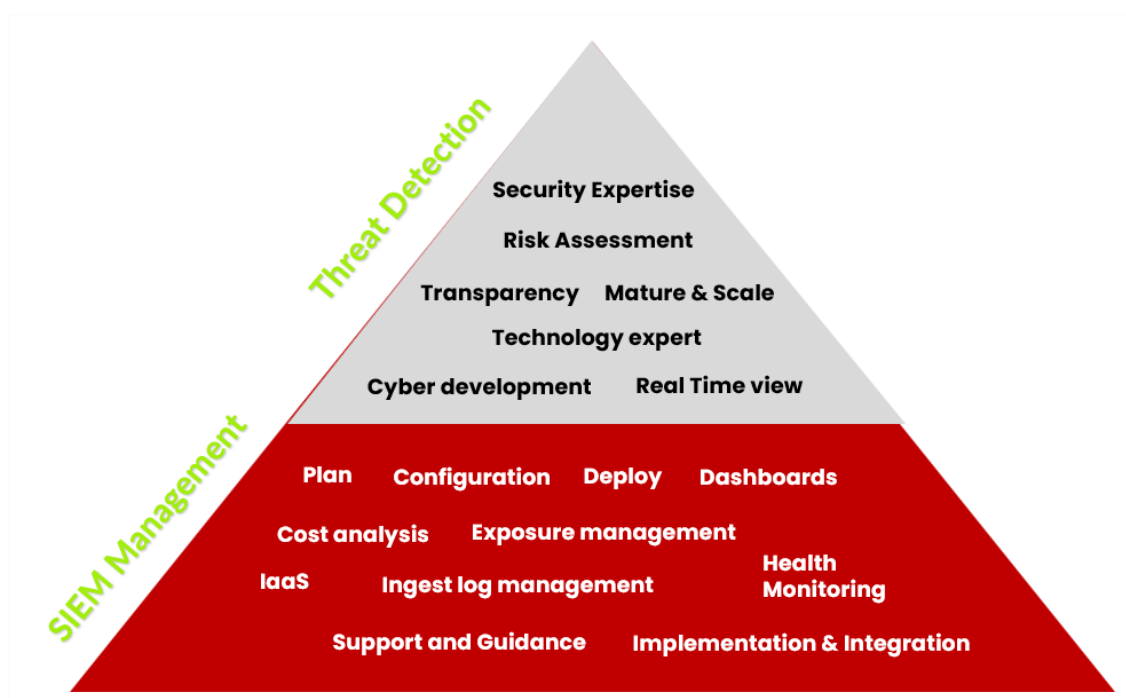 Threat Detection
Security Expertise
Risk Assessment
Transparency Mature & Scale
Technology expert
Cyber development Real Time view
SIEM Management
Plan Configuration Deploy Dashboards
Cost analysis Exposure management
IaaS Ingest log management Health
Monitoring
Support and Guidance Implementation & Integration